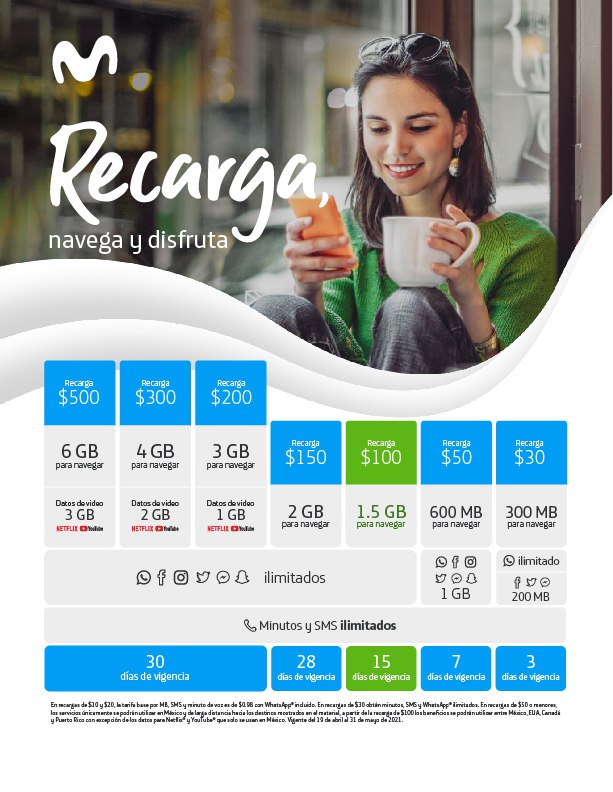 Recarga,
navega y disfruta
Recarga
$500
Recarga
$300
Recarga
$200
Recarga
$150
Recarga
$100
Recarga
$50
Recarga
$30
6 GB
para navegar
4 GB
para navegar
3 GB
para navegar
Datos de video
3 GB
NETFLIX YouTube
Datos de video
2 GB
NETFLIX YouTube
Datos de video
1 GB
NETFLIX YouTube
2 GB
para navegar
1.5 GB
para navegar
600 MB
para navegar
300 MB
para navegar
ilimitados
1 GB
ilimitado
200 MB
Minutos y SMS ilimitados
30
días de vigencia
28
días de vigencia
15
días de vigencia
7
días de vigencia
3
días de vigencia
En recargas de $10 y $20, la tarifa base por MB, SMS y minuto de voz es de $0.98 con WhatsApp® incluido. En recargas de $30 obtén minutos, SMS y WhatsApp® ilimitados. En recargas de $50 o menores,
los servicios únicamente se podrán utilizar en México y de larga distancia hacia los destinos mostrados en el material, a partir de la recarga de $100 los beneficios se podrán utilizar entre México, EUA, Canadá
y Puerto Rico con excepción de los datos para Netflix® y YouTube® que solo se usan en México. Vigente del 19 de abril al 31 de mayo de 2021.